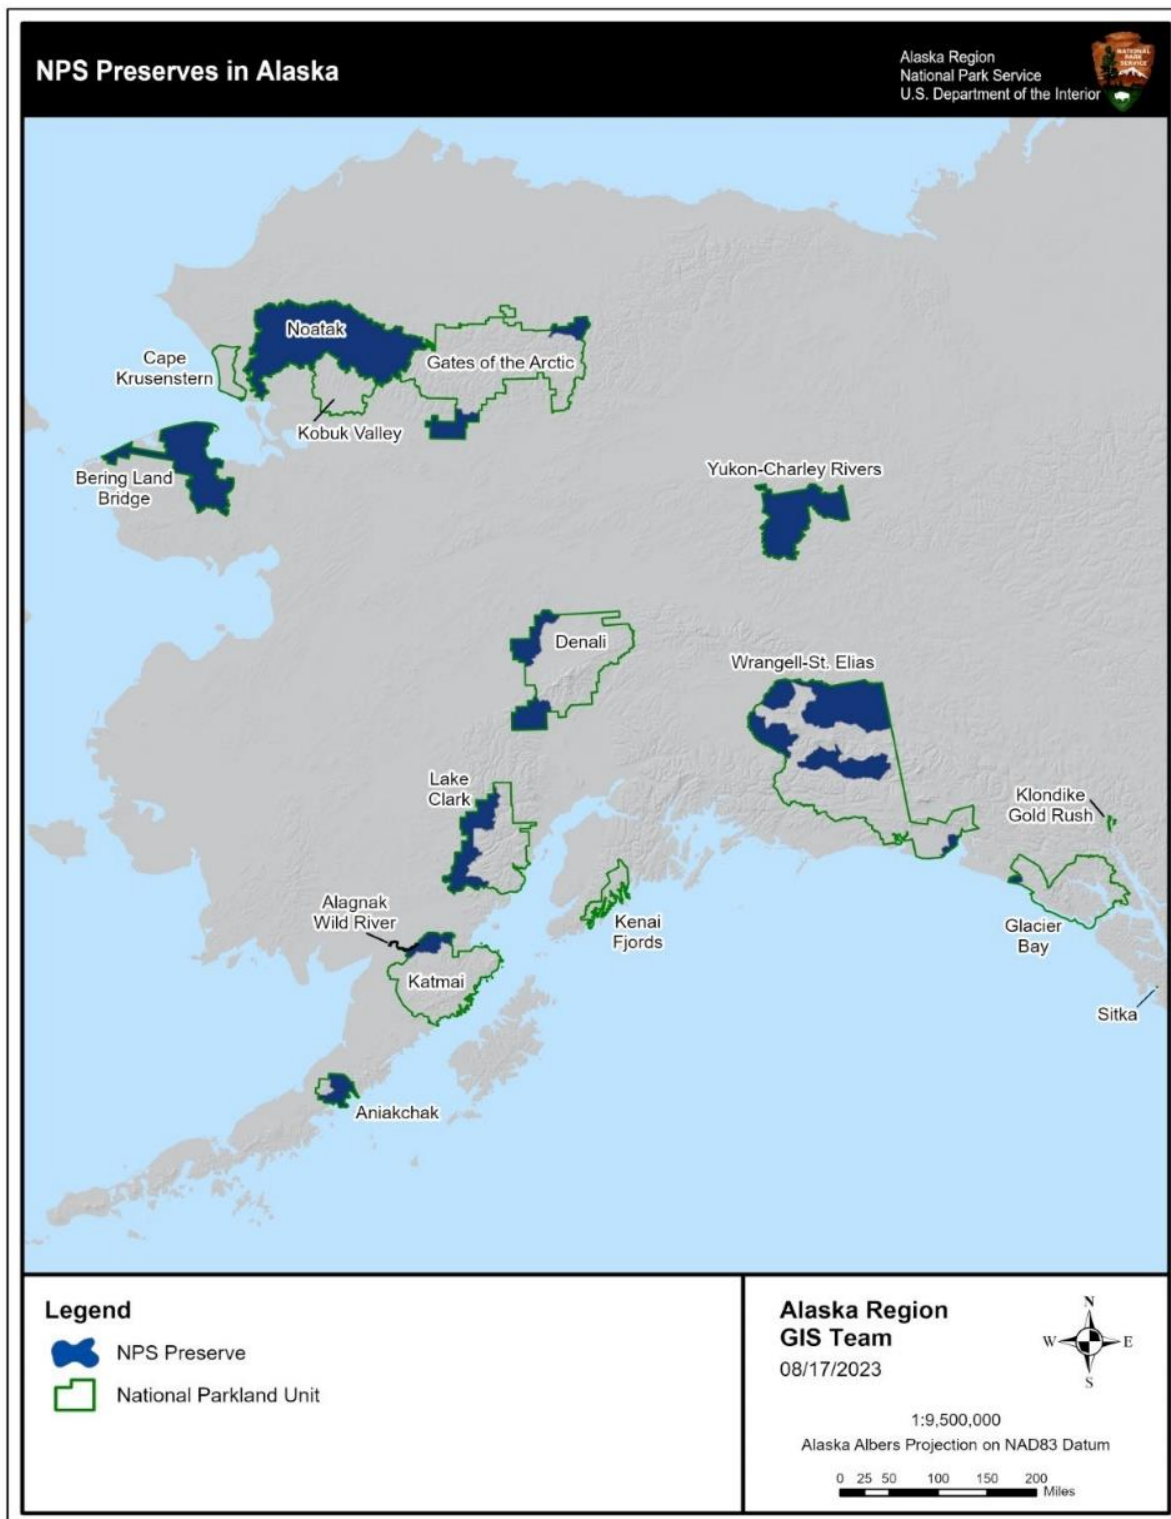 NPS Preserves in Alaska
Alaska Region
National Park Service
U.S. Department of the Interior
NATIONAL
PARK
SERVICE
Noatak
Cape
Krusenstern
Gates of the Arctic
Kobuk Valley
Bering Land
Bridge
Yukon-Charley Rivers
Denali
Wrangell-St. Elias
Lake
Clark
Klondike
Gold Rush
Alagnak
Wild River
Kenai
Fjords
Glacier
Bay
Katmai
Sitka
Aniakchak
Legend
NPS Preserve
National Parkland Unit
Alaska Region
GIS Team
08/17/2023
N
W E
S
1:9,500,000
Alaska Albers Projection on NAD83 Datum
0 25 50 100 150 200
Miles